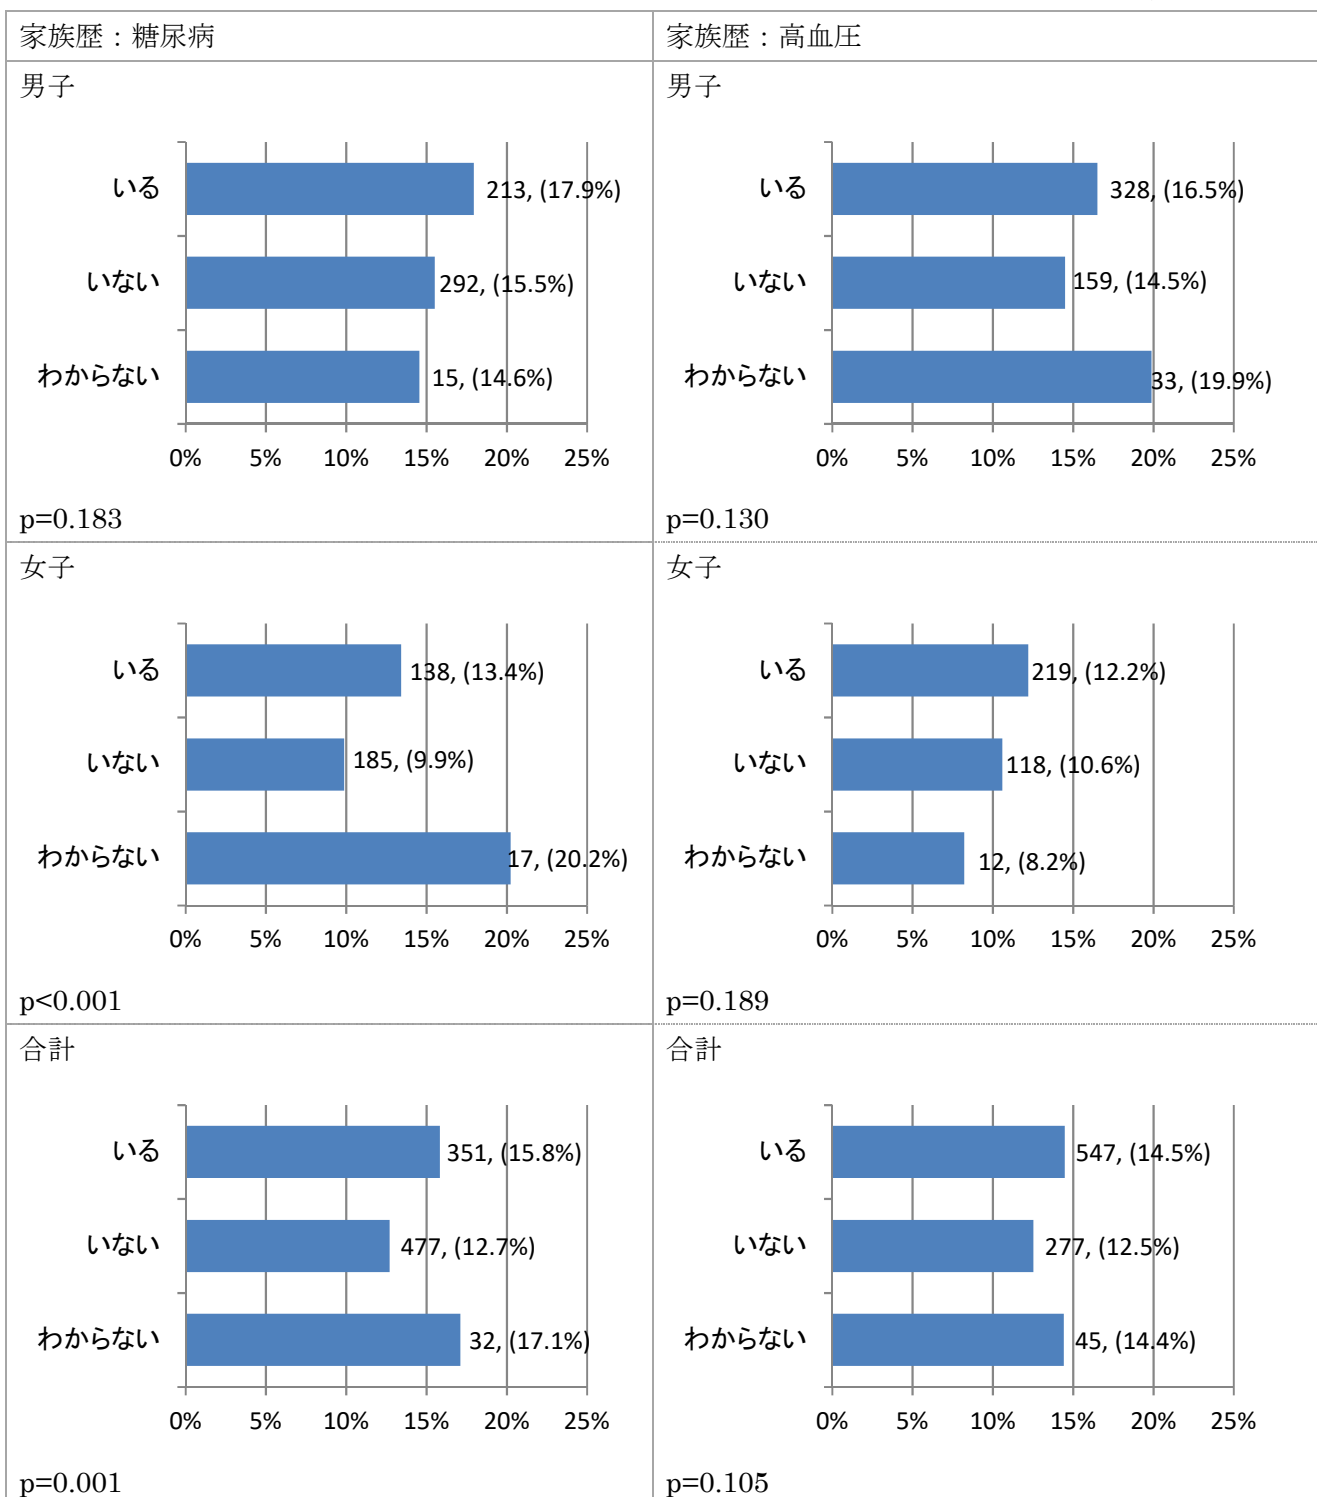 家族歴：糖尿病
男子
いる 213, (17.9%)
いない 292, (15.5%)
わからない 15, (14.6%)
0% 5% 10% 15% 20% 25%
p=0.183
女子
いる 138, (13.4%)
いない 185, (9.9%)
わからない 17, (20.2%)
0% 5% 10% 15% 20% 25%
p<0.001
合計
いる 351, (15.8%)
いない 477, (12.7%)
わからない 32, (17.1%)
0% 5% 10% 15% 20% 25%
p=0.001
家族歴：高血圧
男子
いる 328, (16.5%)
いない 159, (14.5%)
わからない 33, (19.9%)
0% 5% 10% 15% 20% 25%
p=0.130
女子
いる 219, (12.2%)
いない 118, (10.6%)
わからない 12, (8.2%)
0% 5% 10% 15% 20% 25%
p=0.189
合計
いる 547, (14.5%)
いない 277, (12.5%)
わからない 45, (14.4%)
0% 5% 10% 15% 20% 25%
p=0.105